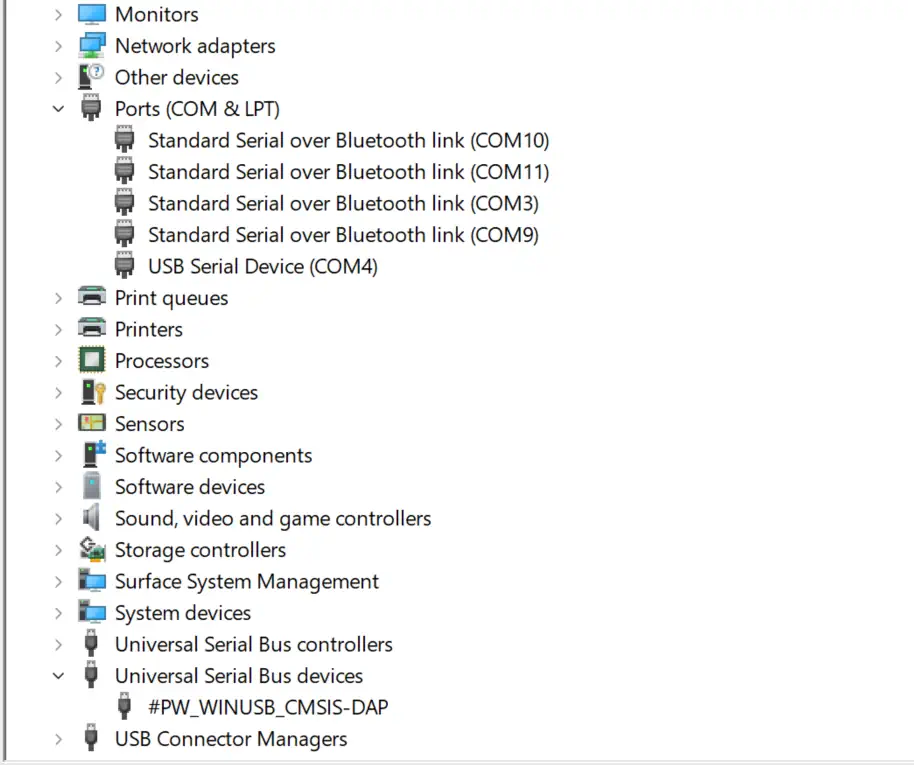 Monitors
Network adapters
Other devices
Ports (COM & LPT)
Standard Serial over Bluetooth link (COM10)
Standard Serial over Bluetooth link (COM11)
Standard Serial over Bluetooth link (COM3)
Standard Serial over Bluetooth link (COM9)
USB Serial Device (COM4)
Print queues
Printers
Processors
Security devices
Sensors
Software components
Software devices
Sound, video and game controllers
Storage controllers
Surface System Management
System devices
Universal Serial Bus controllers
Universal Serial Bus devices
#PW_WINUSB_CMSIS-DAP
USB Connector Managers